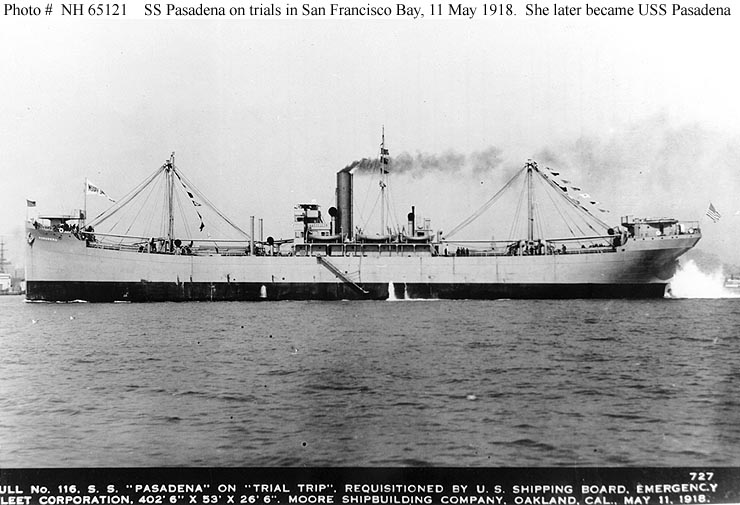 Photo # NH 65121 SS Pasadena on trials in San Francisco Bay, 11 May 1918. She later became USS Pasadena
727
ULL No. 116, S. S. "PASADENA" ON "TRIAL TRIP", REQUISITIONED BY U. S. SHIPPING BOARD, EMERGENCY
LEET CORPORATION, 402' 6" X 53' X 26' 6". MOORE SHIPBUILDING COMPANY, OAKLAND, CAL., MAY 11, 1918.